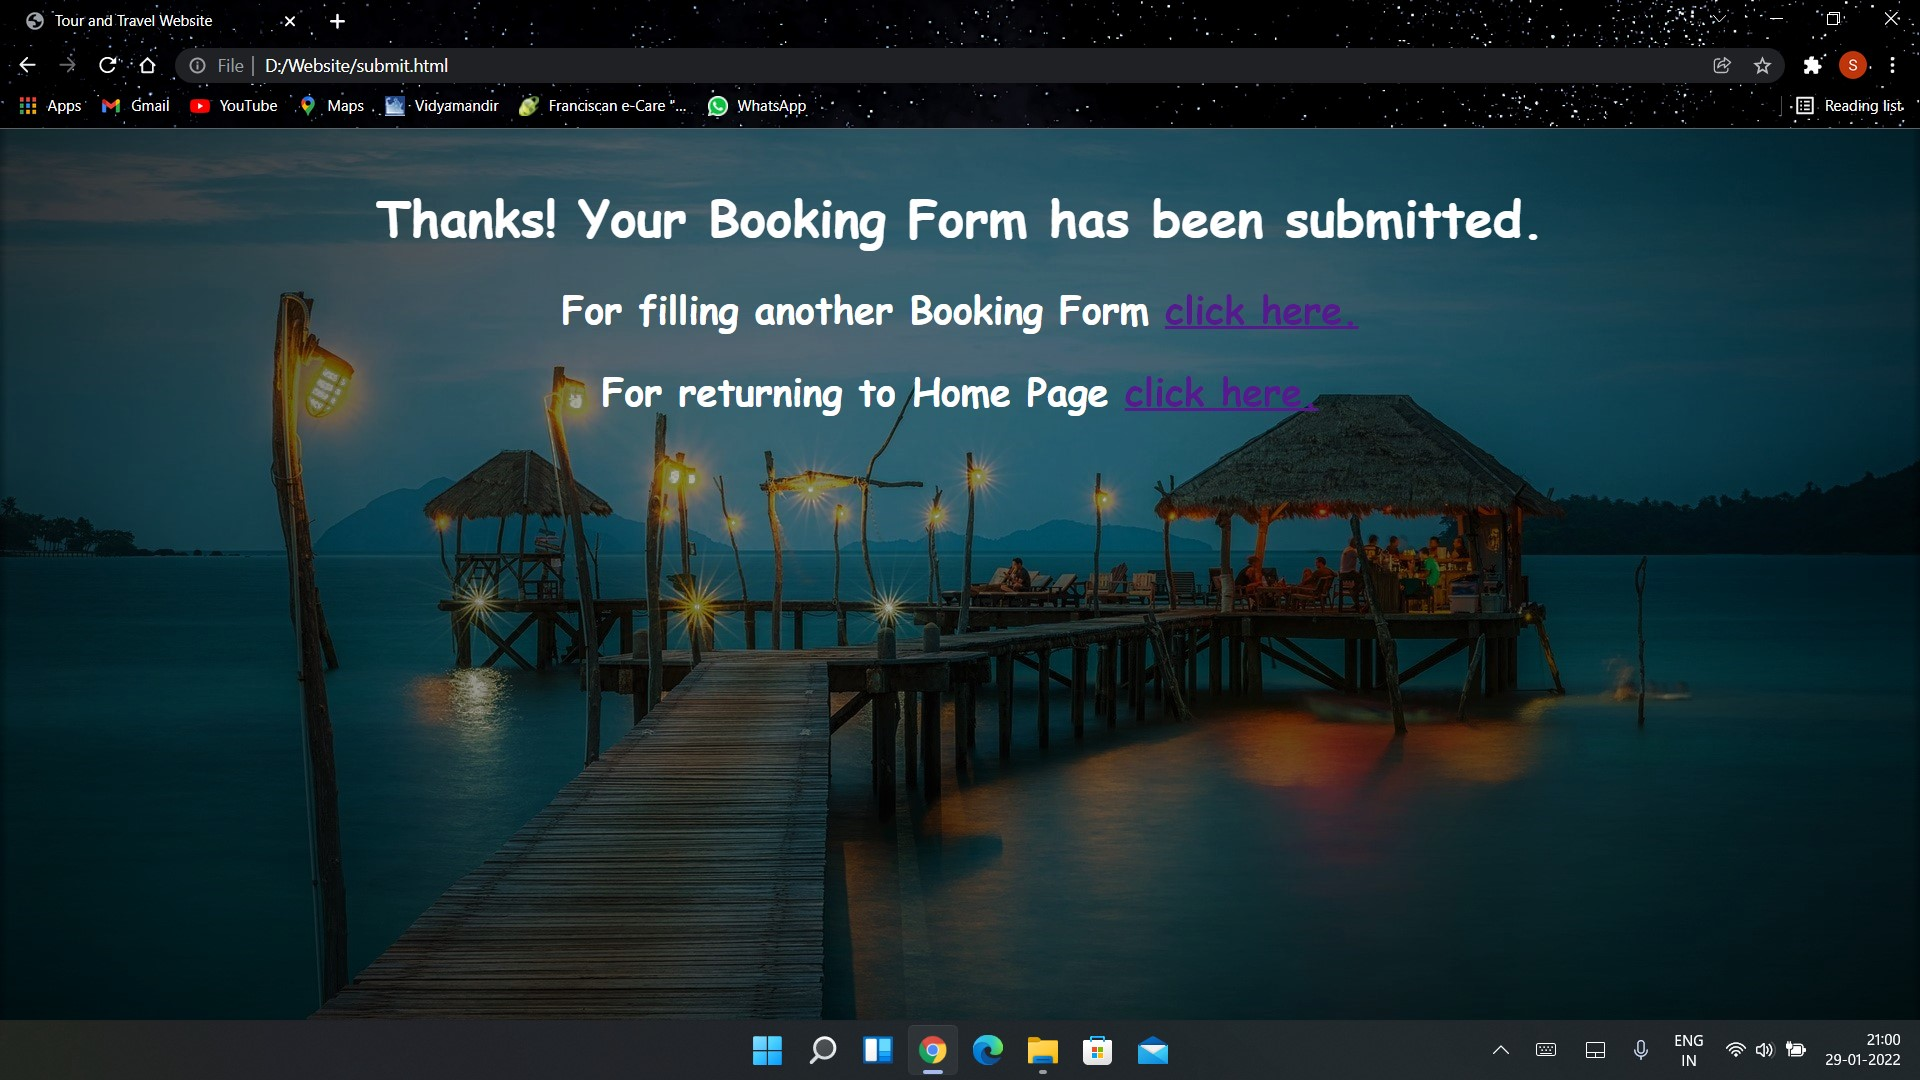 Tour and Travel Website
File
D:/Website/submit.html
S
Apps
Gmail
YouTube
Maps
Vidyamandir
Franciscan e-Care "...
WhatsApp
Reading list
Thanks! Your Booking Form has been submitted.
For filling another Booking Form click here.
For returning to Home Page click here.
ENG
IN
21:00
29-01-2022